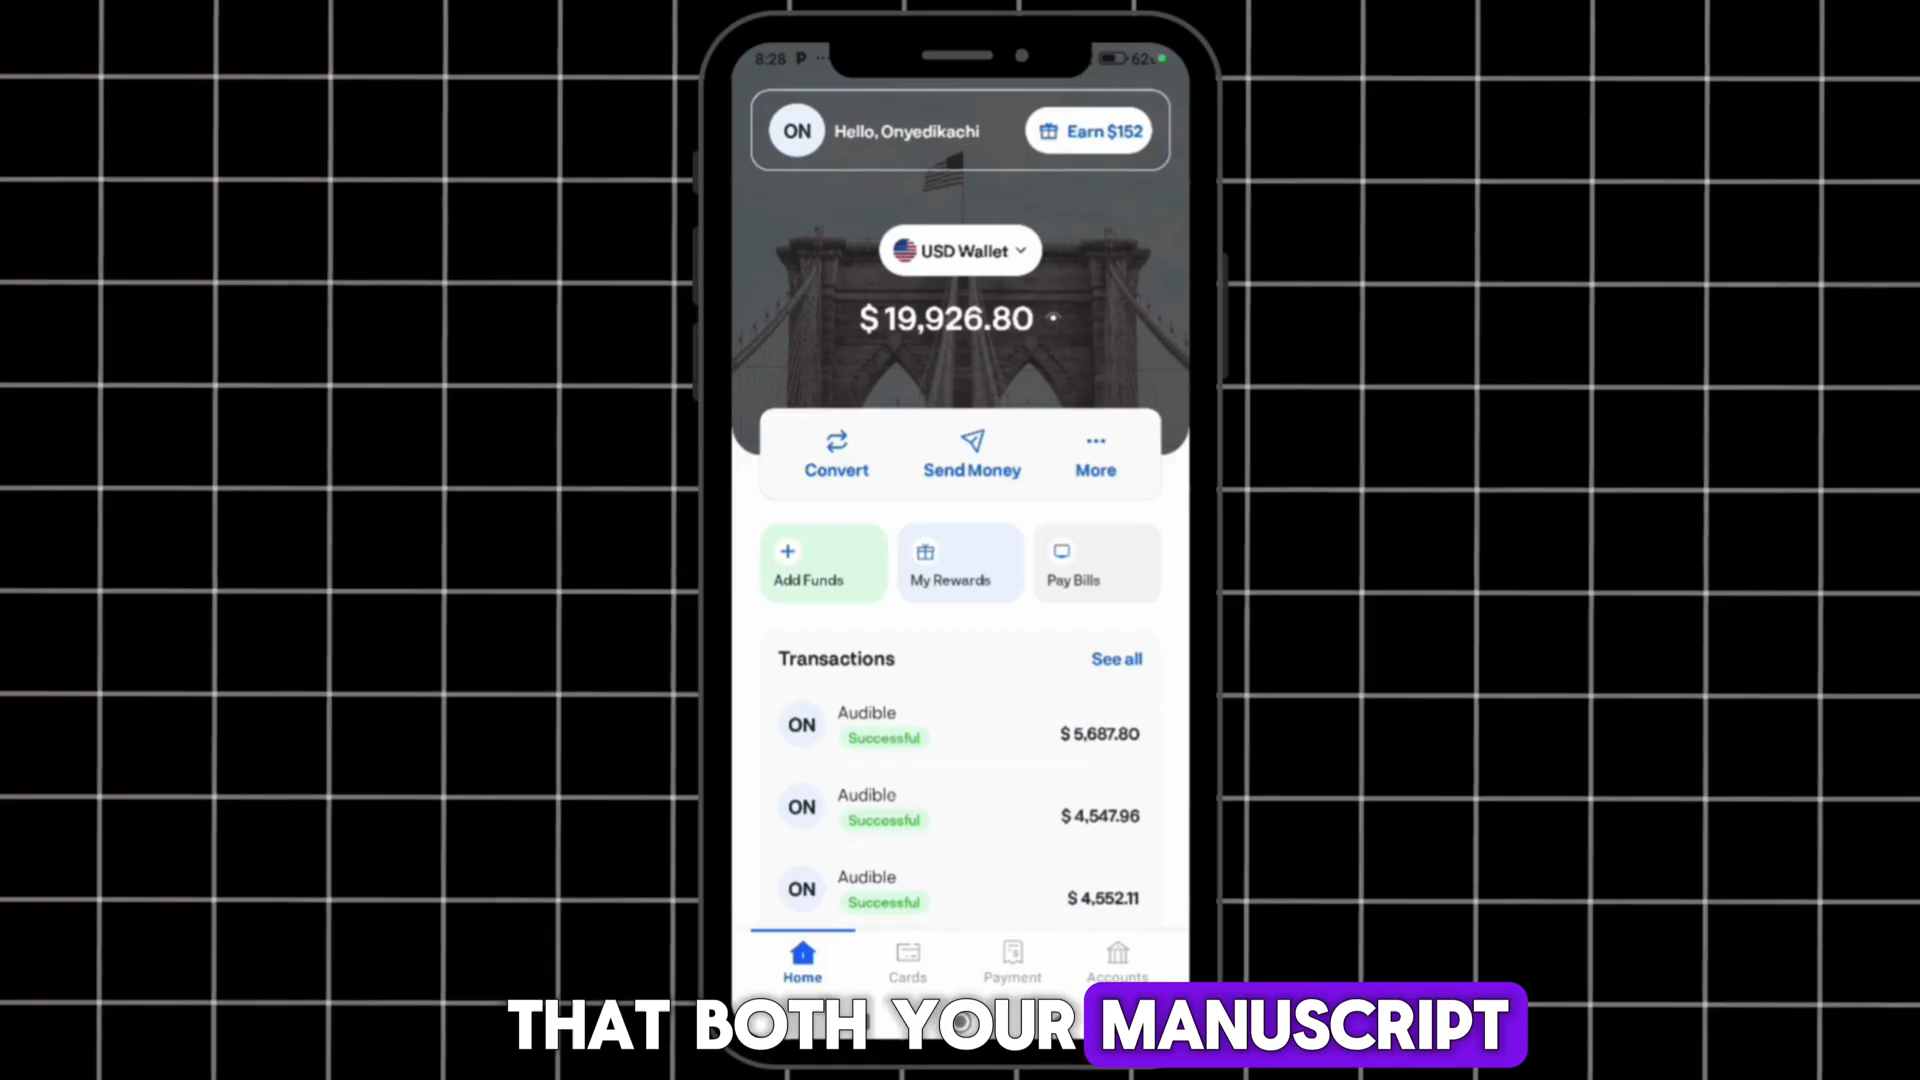 8:28 P ...
62
ON Hello, Onyedikachi Earn $152
USD Wallet
$ 19,926.80
Convert Send Money More
Add Funds My Rewards Pay Bills
Transactions See all
ON Audible
Successful $ 5,687.80
ON Audible
Successful $ 4,547.96
ON Audible
Successful $ 4,552.11
Home Cards Payment Accounts
THAT BOTH YOUR MANUSCRIPT